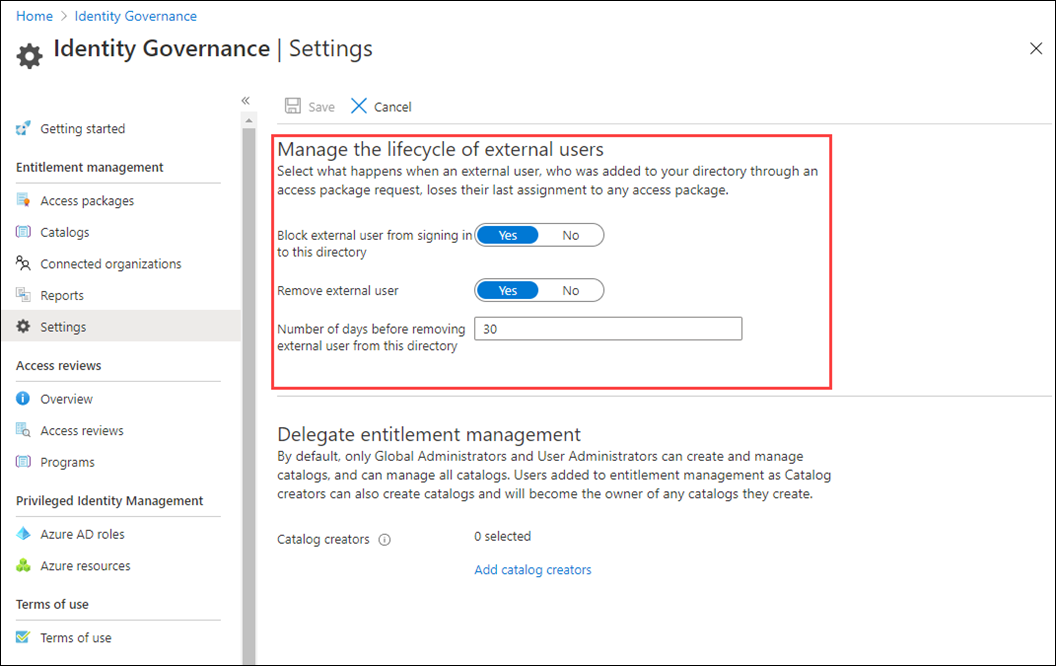 Home > Identity Governance
Identity Governance | Settings
«
Save Cancel
Getting started
Entitlement management
Access packages
Catalogs
Connected organizations
Reports
Settings
Access reviews
Overview
Access reviews
Programs
Privileged Identity Management
Azure AD roles
Azure resources
Terms of use
Terms of use
Manage the lifecycle of external users
Select what happens when an external user, who was added to your directory through an
access package request, loses their last assignment to any access package.
Block external user from signing in Yes No
to this directory
Remove external user Yes No
Number of days before removing 30
external user from this directory
Delegate entitlement management
By default, only Global Administrators and User Administrators can create and manage
catalogs, and can manage all catalogs. Users added to entitlement management as Catalog
creators can also create catalogs and will become the owner of any catalogs they create.
Catalog creators 0 selected
Add catalog creators